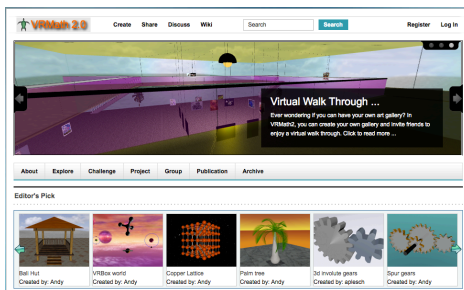 VRMath 2.0
Create Share Discuss Wiki
Search
Search
Register Log In
Virtual Walk Through ...
Ever wondering if you can have your own art gallery? In
VRMath2, you can create your own gallery and invite friends to
enjoy a virtual walk through. Click to read more ...
About Explore Challenge Project Group Publication Archive
Editor's Pick
Bali Hut VRBox world Copper Lattice Palm tree 3d involute gears Spur gears
Created by: Andy Created by: Andy Created by: Andy Created by: Andy Created by: aplesch Created by: Andy